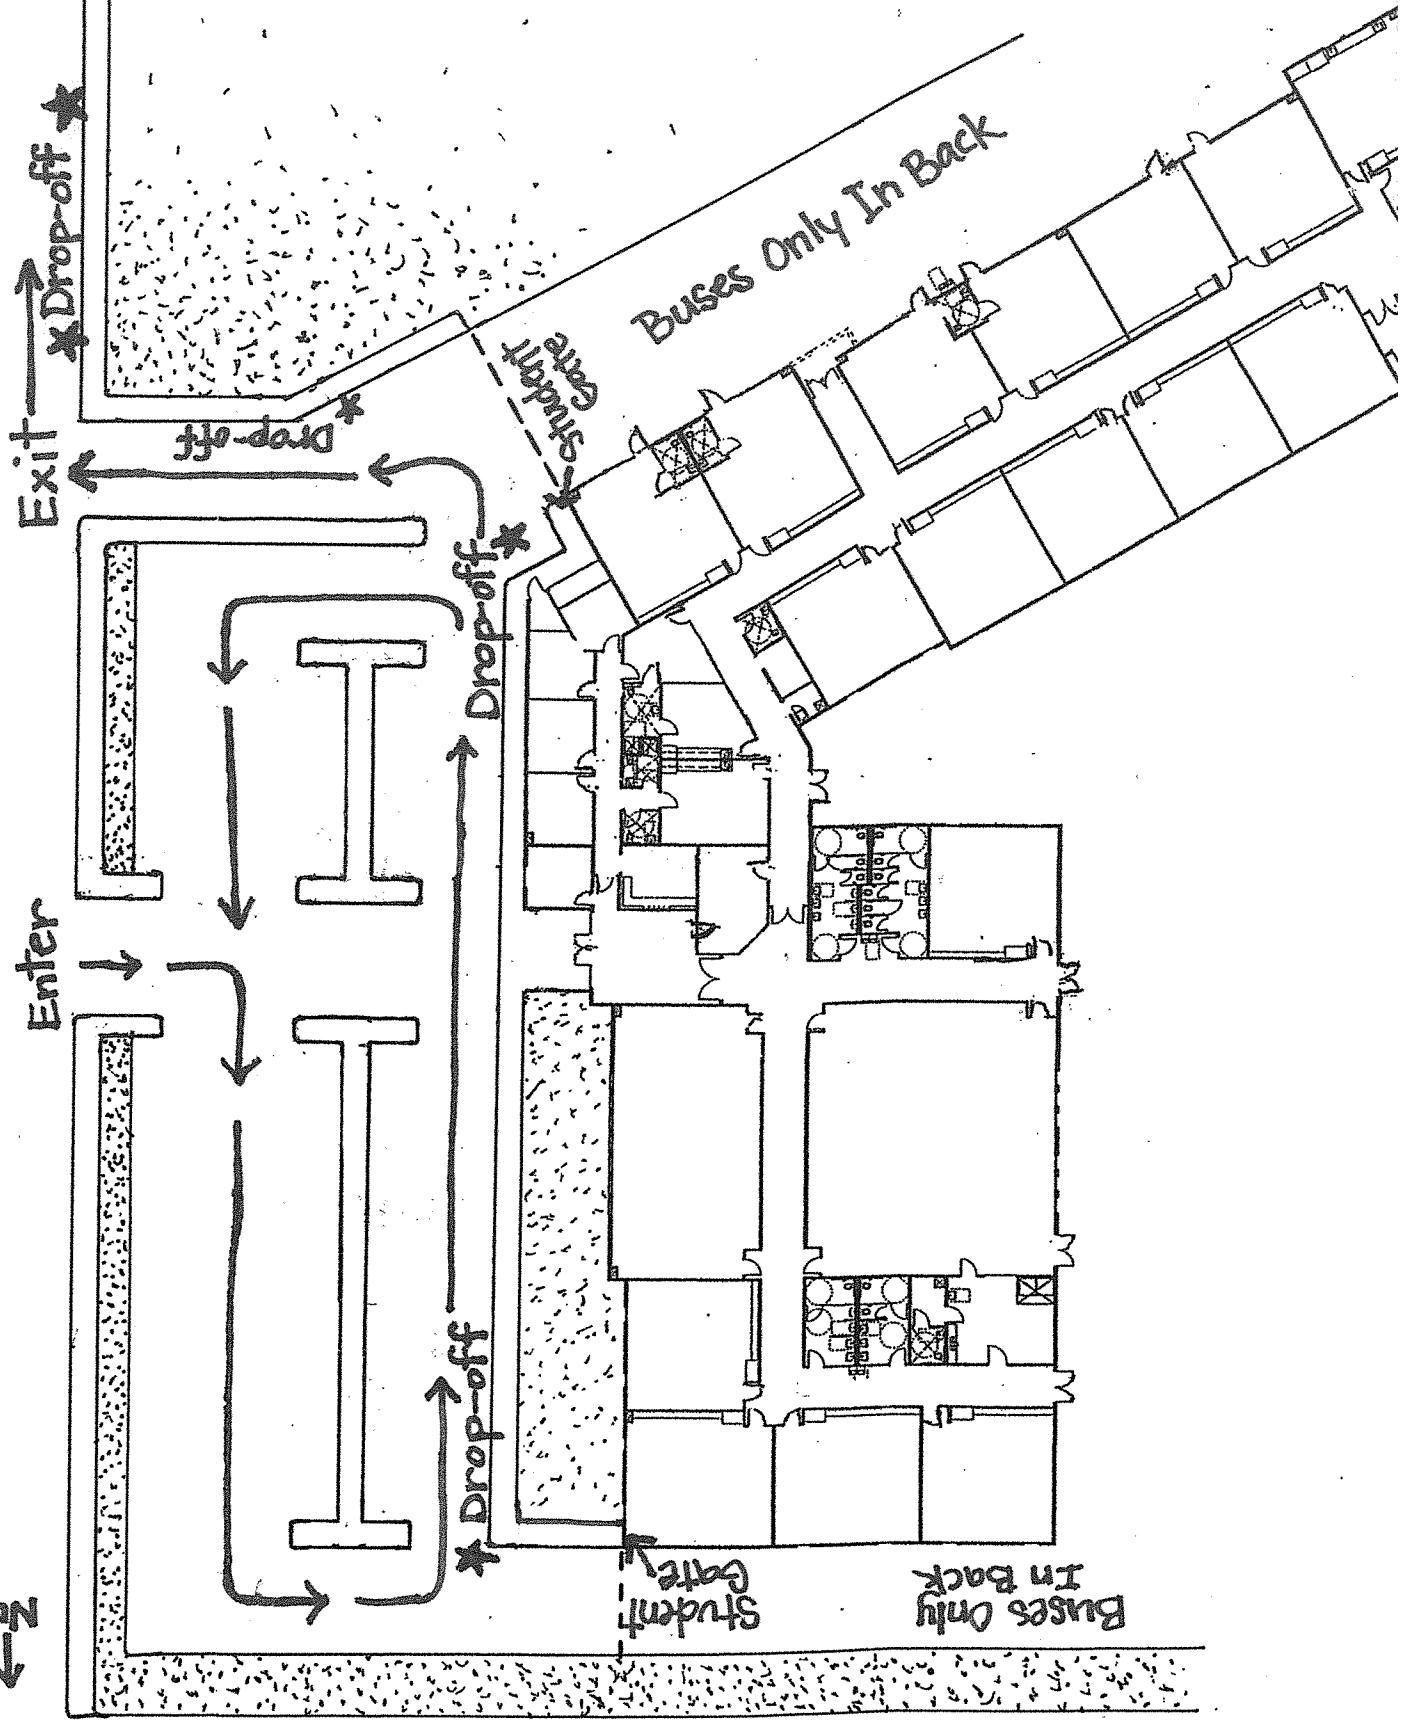 Exit
Drop-off
Drop-off
Enter
Drop-off
Drop-off
Student
Gate
Buses Only In Back
Student
Gate
Buses Only
In Back
N